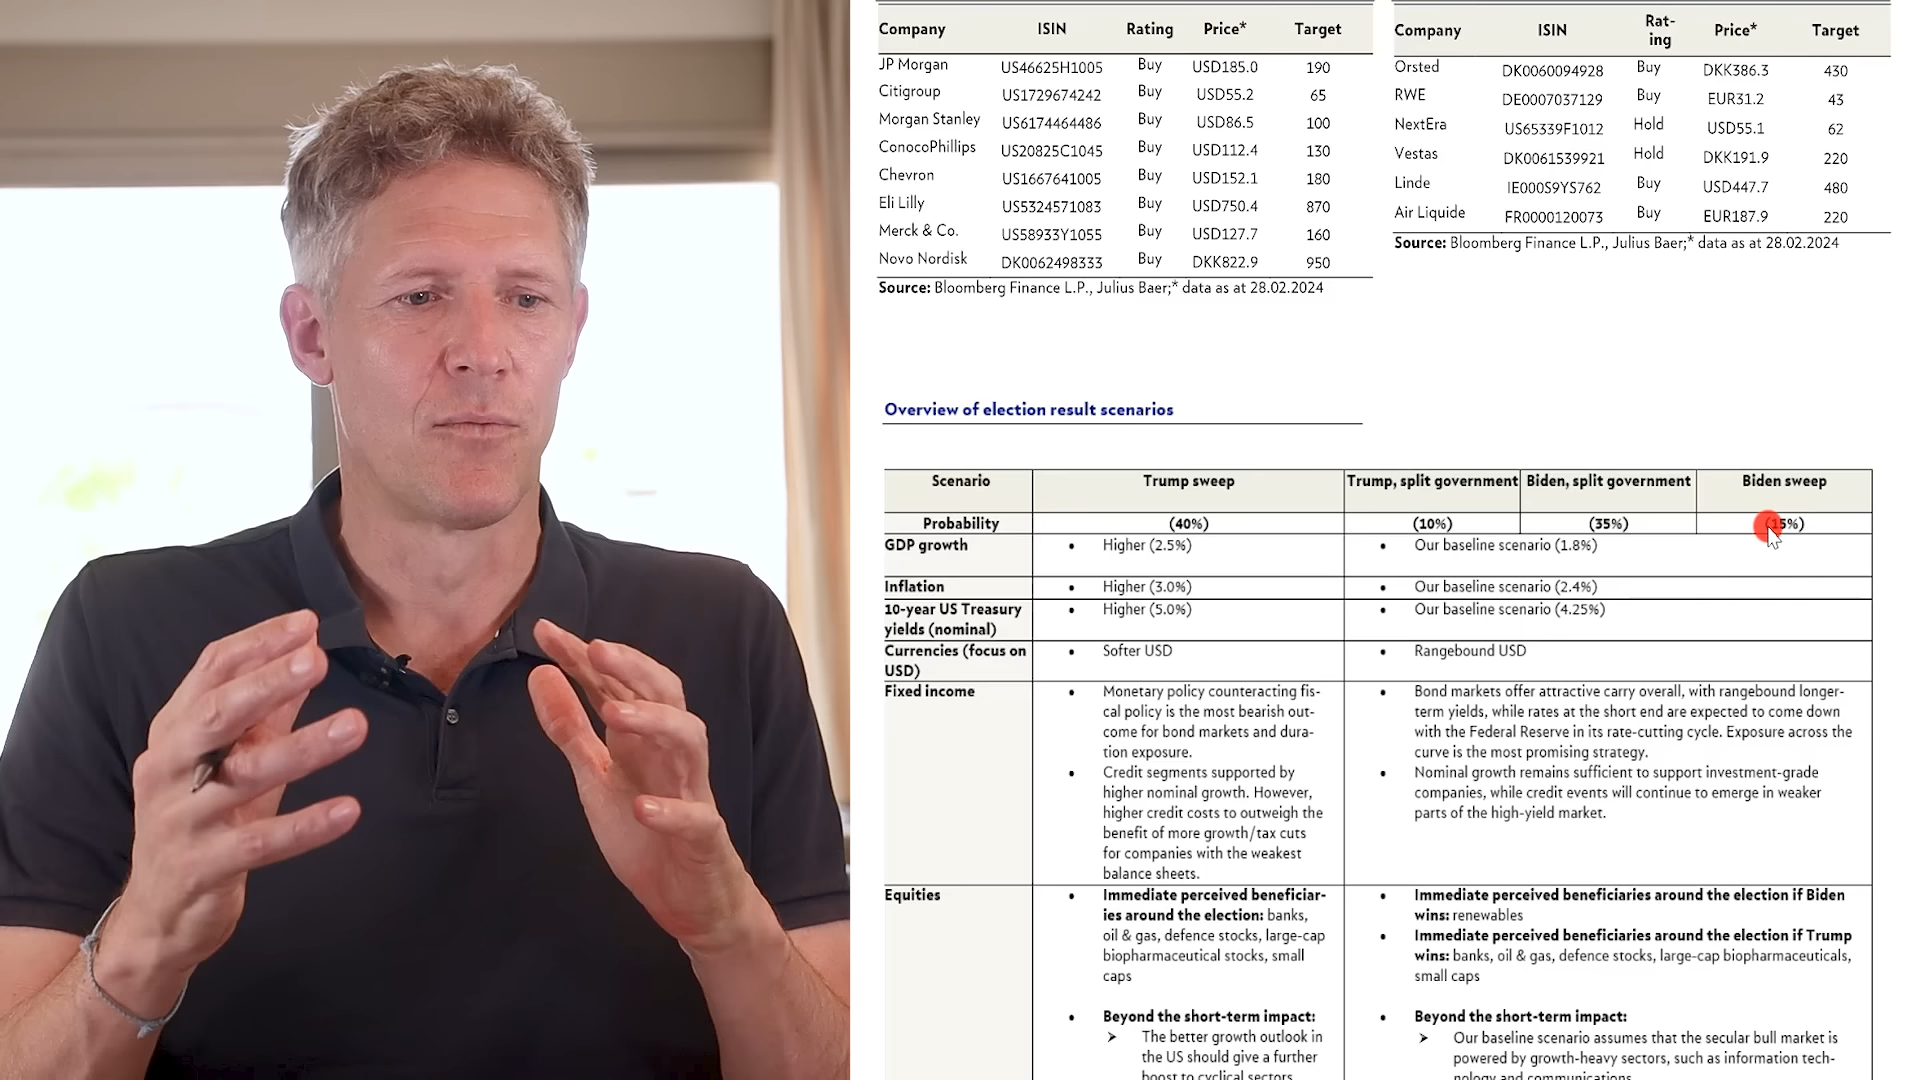 Company ISIN Rating Price* Target
JP Morgan US46625H1005 Buy USD185.0 190
Citigroup US1729674242 Buy USD55.2 65
Morgan Stanley US6174464486 Buy USD86.5 100
ConocoPhillips US20825C1045 Buy USD112.4 130
Chevron US1667641005 Buy USD152.1 180
Eli Lilly US5324571083 Buy USD750.4 870
Merck & Co. US58933Y1055 Buy USD127.7 160
Novo Nordisk DK0062498333 Buy DKK822.9 950
Source: Bloomberg Finance L.P., Julius Baer;* data as at 28.02.2024
Company ISIN Rat-
ing Price* Target
Orsted DK0060094928 Buy DKK386.3 430
RWE DE0007037129 Buy EUR31.2 43
NextEra US65339F1012 Hold USD55.1 62
Vestas DK0061539921 Hold DKK191.9 220
Linde IE000S9YS762 Buy USD447.7 480
Air Liquide FR0000120073 Buy EUR187.9 220
Source: Bloomberg Finance L.P., Julius Baer;* data as at 28.02.2024
Overview of election result scenarios
Scenario Trump sweep Trump, split government Biden, split government Biden sweep
Probability (40%) (10%) (35%) (15%)
GDP growth
• Higher (2.5%)
• Our baseline scenario (1.8%)
Inflation
• Higher (3.0%)
• Our baseline scenario (2.4%)
10-year US Treasury
yields (nominal)
• Higher (5.0%)
• Our baseline scenario (4.25%)
Currencies (focus on
USD)
• Softer USD
• Rangebound USD
Fixed income
• Monetary policy counteracting fis-
cal policy is the most bearish out-
come for bond markets and dura-
tion exposure.
• Credit segments supported by
higher nominal growth. However,
higher credit costs to outweigh the
benefit of more growth/tax cuts
for companies with the weakest
balance sheets.
• Bond markets offer attractive carry overall, with rangebound longer-
term yields, while rates at the short end are expected to come down
with the Federal Reserve in its rate-cutting cycle. Exposure across the
curve is the most promising strategy.
• Nominal growth remains sufficient to support investment-grade
companies, while credit events will continue to emerge in weaker
parts of the high-yield market.
Equities
• Immediate perceived beneficiar-
ies around the election: banks,
oil & gas, defence stocks, large-cap
biopharmaceutical stocks, small
caps
• Beyond the short-term impact:
➤ The better growth outlook in
the US should give a further
boost to cyclical sectors
• Immediate perceived beneficiaries around the election if Biden
wins: renewables
• Immediate perceived beneficiaries around the election if Trump
wins: banks, oil & gas, defence stocks, large-cap biopharmaceuticals,
small caps
• Beyond the short-term impact:
➤ Our baseline scenario assumes that the secular bull market is
powered by growth-heavy sectors, such as information tech-
nology and communications